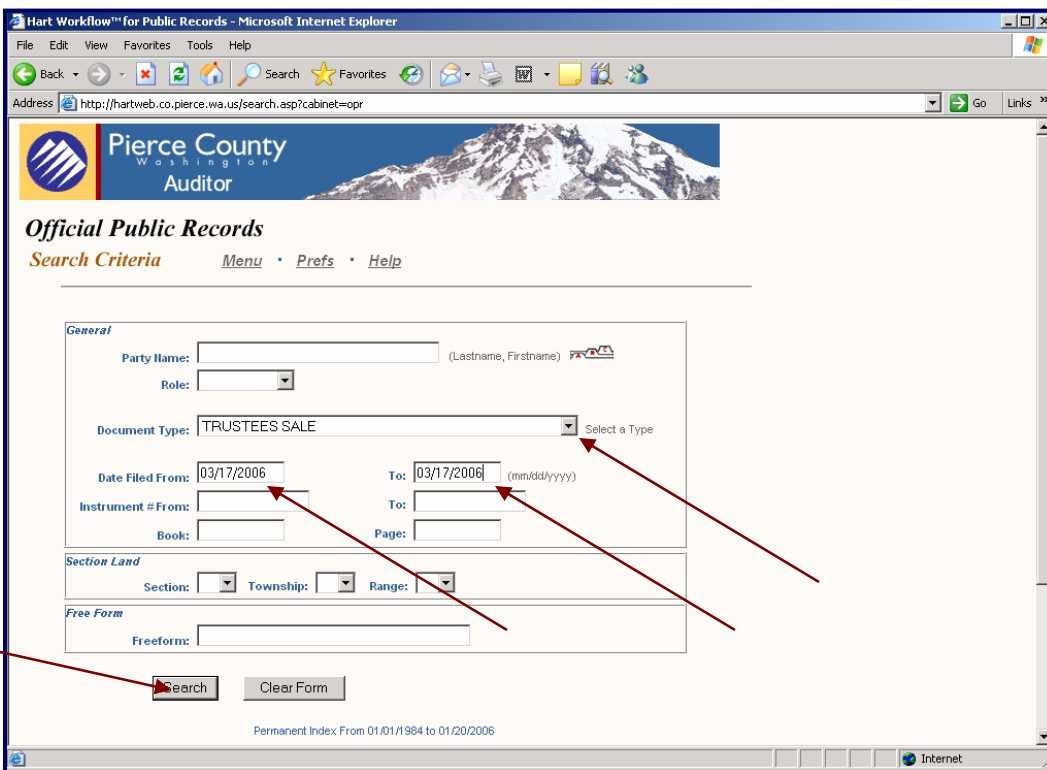 Hart Workflow™ for Public Records - Microsoft Internet Explorer
File Edit View Favorites Tools Help
Back Search Favorites W
Address http://hartweb.co.pierce.wa.us/search.asp?cabinet=opr Go Links »
Pierce County
Washington
Auditor
Official Public Records
Search Criteria Menu · Prefs · Help
General
Party Name: (Lastname, Firstname)
Role:
Document Type: TRUSTEES SALE Select a Type
Date Filed From: 03/17/2006 To: 03/17/2006 (mm/dd/yyyy)
Instrument # From: To:
Book: Page:
Section Land
Section: Township: Range:
Free Form
Freeform:
Search Clear Form
Permanent Index From 01/01/1984 to 01/20/2006
Internet